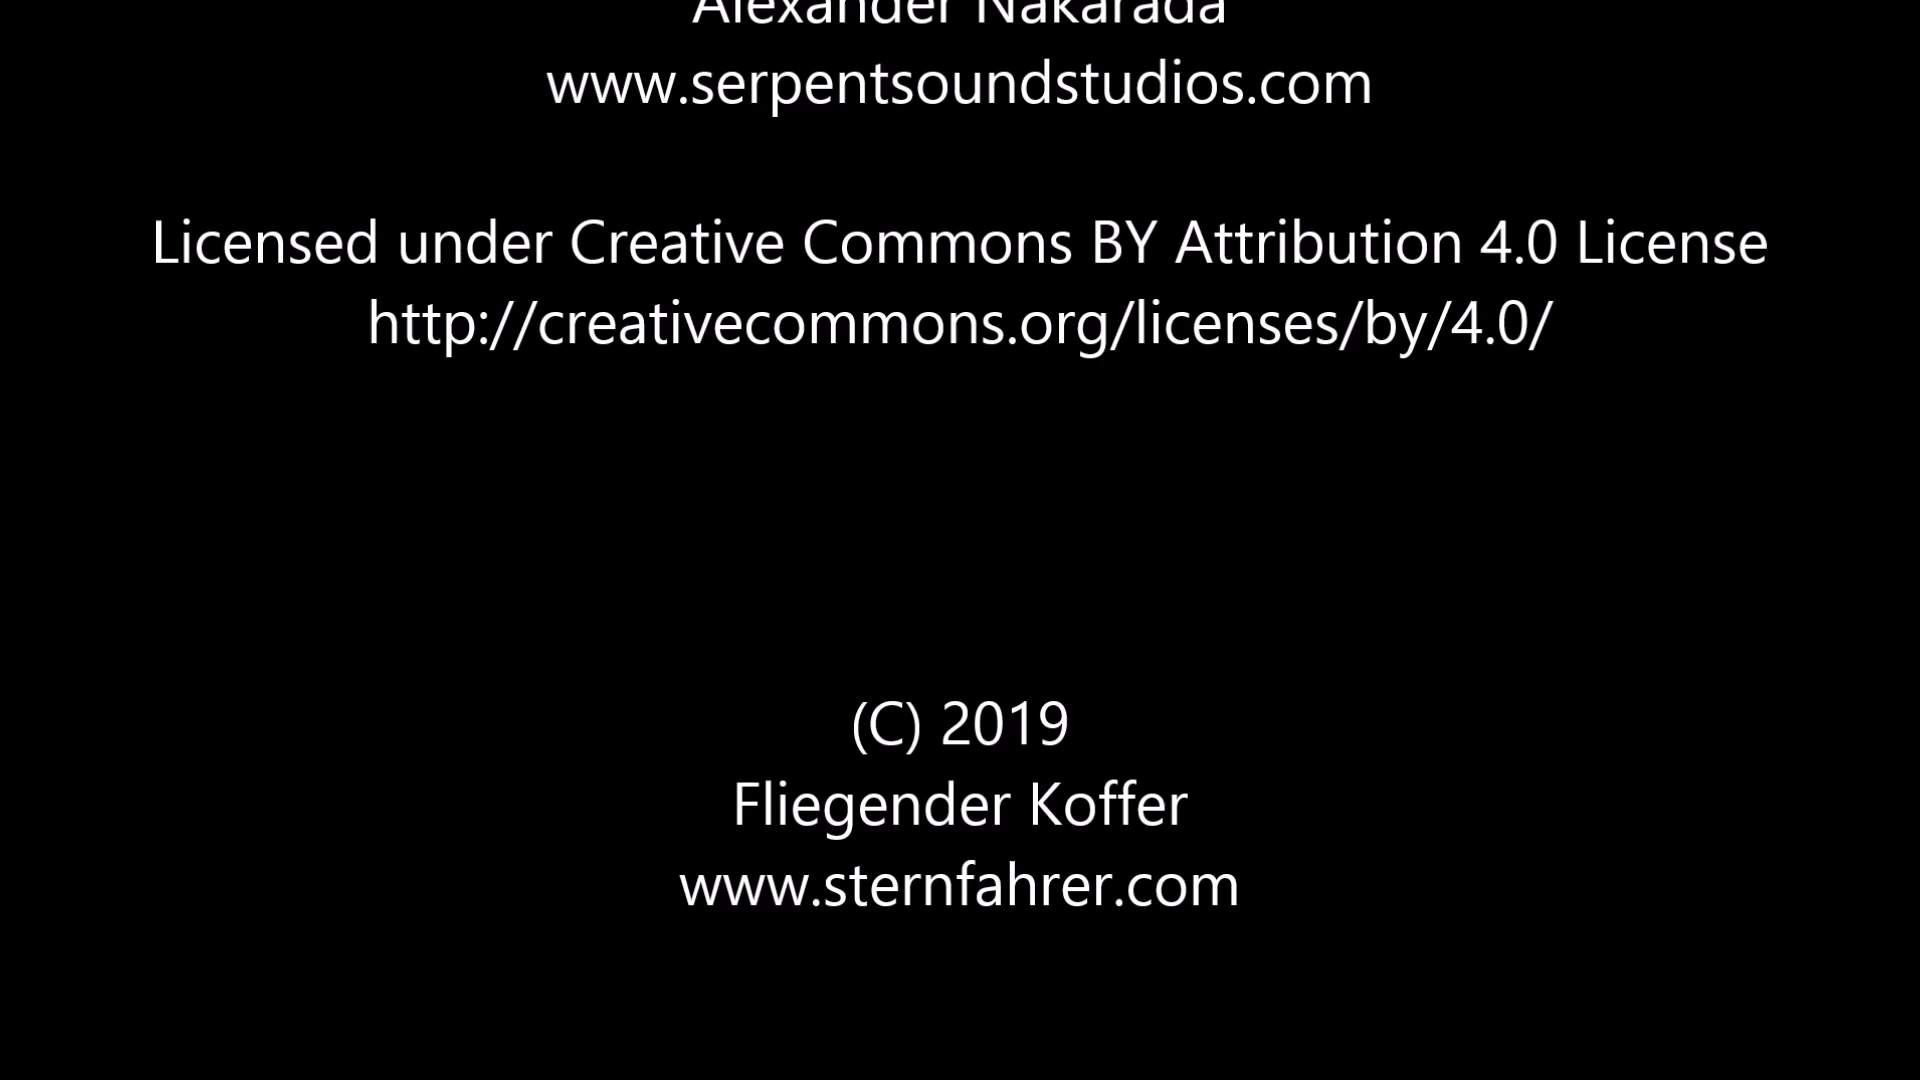 Alexander Nakarada
www.serpentsoundstudios.com
Licensed under Creative Commons BY Attribution 4.0 License
http://creativecommons.org/licenses/by/4.0/
(C) 2019
Fliegender Koffer
www.sternfahrer.com